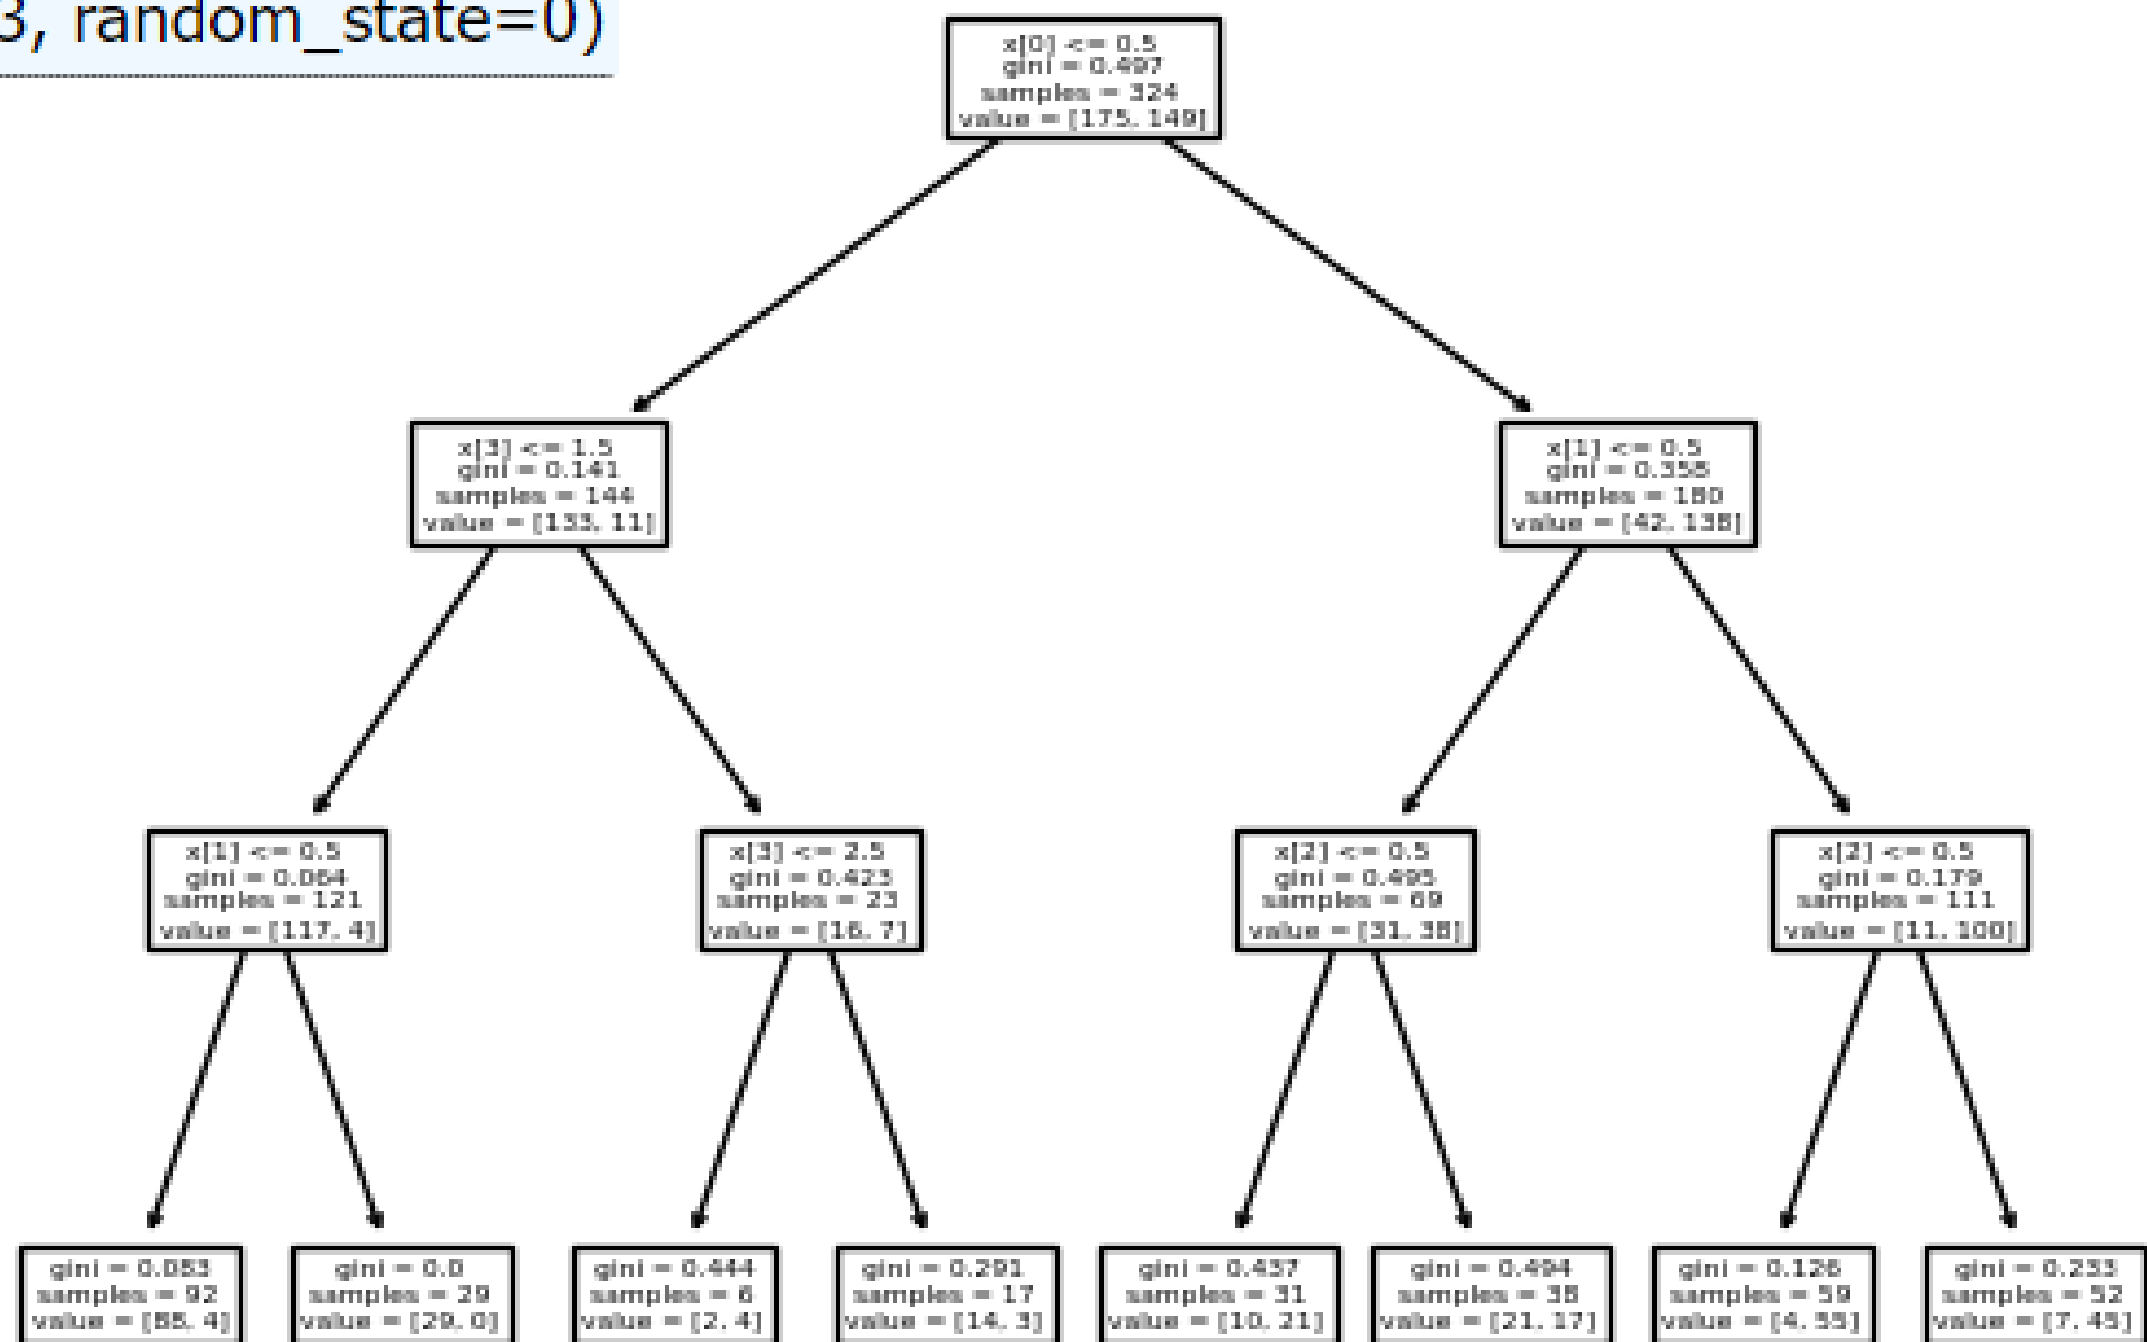 3, random_state=0)
x[0] <= 0.5
gini = 0.497
samples = 324
value = [175, 149]
x[3] <= 1.5
gini = 0.141
samples = 144
value = [133, 11]
x[1] <= 0.5
gini = 0.358
samples = 180
value = [42, 138]
x[1] <= 0.5
gini = 0.064
samples = 121
value = [117, 4]
x[3] <= 2.5
gini = 0.423
samples = 23
value = [16, 7]
x[2] <= 0.5
gini = 0.495
samples = 69
value = [31, 38]
x[2] <= 0.5
gini = 0.179
samples = 111
value = [11, 100]
gini = 0.083
samples = 92
value = [88, 4]
gini = 0.0
samples = 29
value = [29, 0]
gini = 0.444
samples = 6
value = [2, 4]
gini = 0.291
samples = 17
value = [14, 3]
gini = 0.437
samples = 31
value = [10, 21]
gini = 0.494
samples = 38
value = [21, 17]
gini = 0.126
samples = 59
value = [4, 55]
gini = 0.233
samples = 52
value = [7, 45]